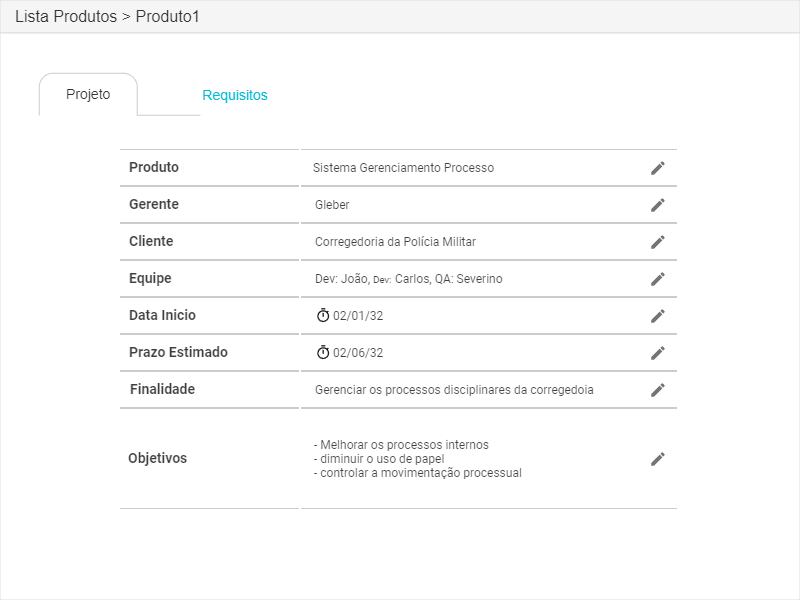 Lista Produtos > Produto1
Projeto
Requisitos
Produto Sistema Gerenciamento Processo
Gerente Gleber
Cliente Corregedoria da Polícia Militar
Equipe Dev: João, Dev: Carlos, QA: Severino
Data Inicio 02/01/32
Prazo Estimado 02/06/32
Finalidade Gerenciar os processos disciplinares da corregedoia
Objetivos
- Melhorar os processos internos
- diminuir o uso de papel
- controlar a movimentação processual